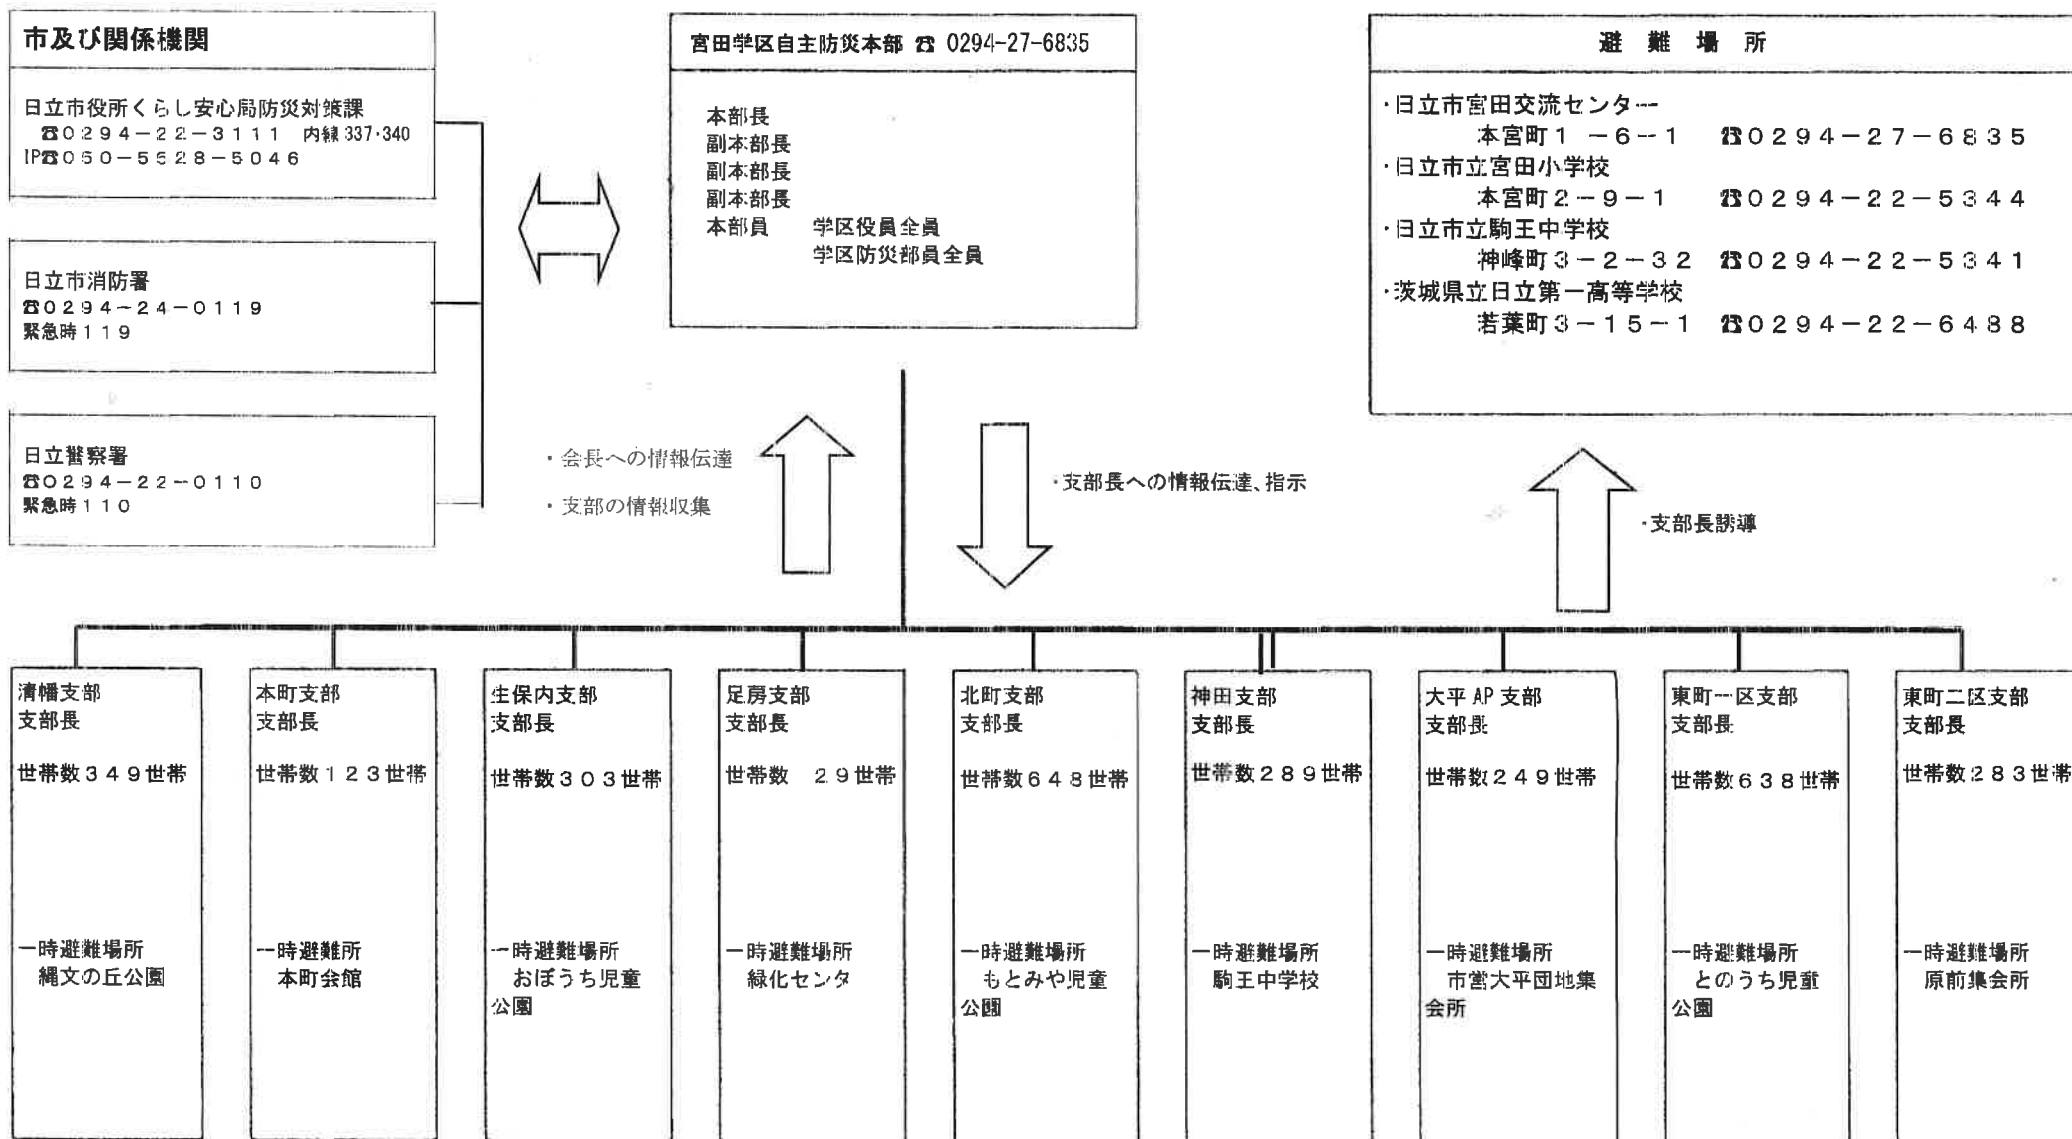 市及び関係機関
日立市役所くらし安心局防災対策課
☎0294-22-3111 内線337・340
IP☎050-5528-5046
日立市消防署
☎0294-24-0119
緊急時119
日立警察署
☎0294-22-0110
緊急時110
宮田学区自主防災本部 ☎ 0294-27-6835
本部長
副本部長
副本部長
副本部長
本部員 学区役員全員
学区防災部員全員
避難場所
・日立市宮田交流センター
本宮町1-6-1 ☎0294-27-6835
・日立市立宮田小学校
本宮町2-9-1 ☎0294-22-5344
・日立市立駒王中学校
神峰町3-2-32 ☎0294-22-5341
・茨城県立日立第一高等学校
若葉町3-15-1 ☎0294-22-6488
・会長への情報伝達
・支部の情報収集
・支部長への情報伝達、指示
・支部長誘導
清幡支部
支部長
世帯数349世帯
一時避難場所
縄文の丘公園
本町支部
支部長
世帯数123世帯
一時避難所
本町会館
生保内支部
支部長
世帯数303世帯
一時避難場所
おぼうち児童
公園
足房支部
支部長
世帯数 29世帯
一時避難場所
緑化センタ
北町支部
支部長
世帯数648世帯
一時避難場所
もとみや児童
公園
神田支部
支部長
世帯数289世帯
一時避難場所
駒王中学校
大平AP支部
支部長
世帯数249世帯
一時避難場所
市営大平団地集
会所
東町一区支部
支部長
世帯数638世帯
一時避難場所
とのうち児童
公園
東町二区支部
支部長
世帯数283世帯
一時避難場所
原前集会所